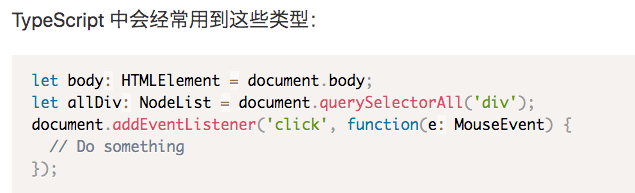 TypeScript 中会经常用到这些类型：
let body: HTMLElement = document.body;
let allDiv: NodeList = document.querySelectorAll('div');
document.addEventListener('click', function(e: MouseEvent) {
  // Do something
});